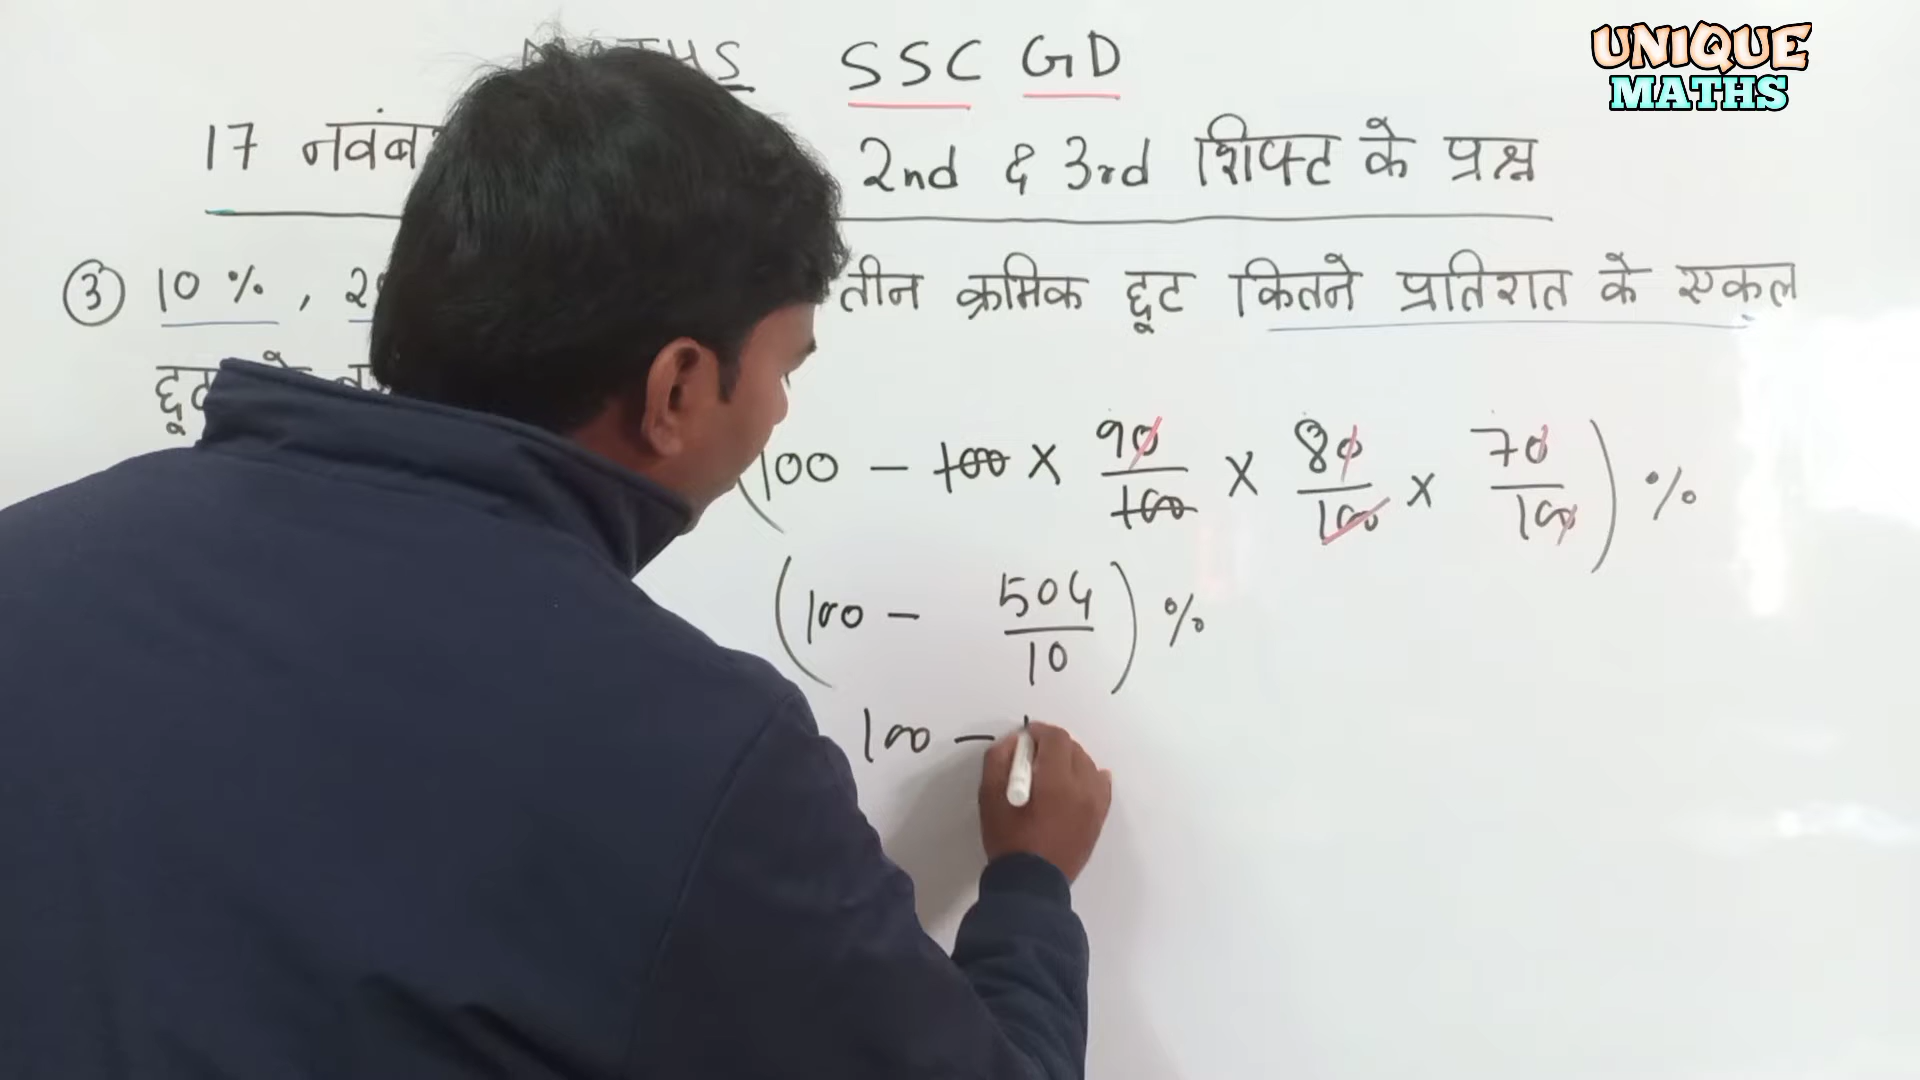 MATHS SSC GD
UNIQUE
MATHS
17 2nd & 3rd शिफ्ट के प्रश्न
③ 10 % , तीन क्रमिक छूट कितने प्रतिशत के एकल
100 - 100 × 90/100 × 80/100 × 70/100 ) %
( 100 - 504/10 ) %
100 -